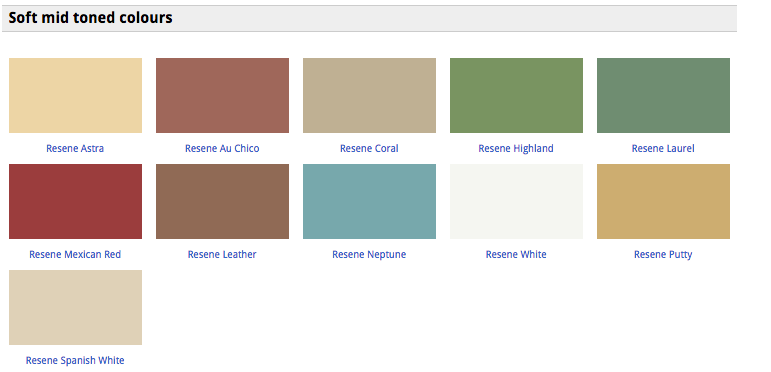 Soft mid toned colours
Resene Astra
Resene Au Chico
Resene Coral
Resene Highland
Resene Laurel
Resene Mexican Red
Resene Leather
Resene Neptune
Resene White
Resene Putty
Resene Spanish White